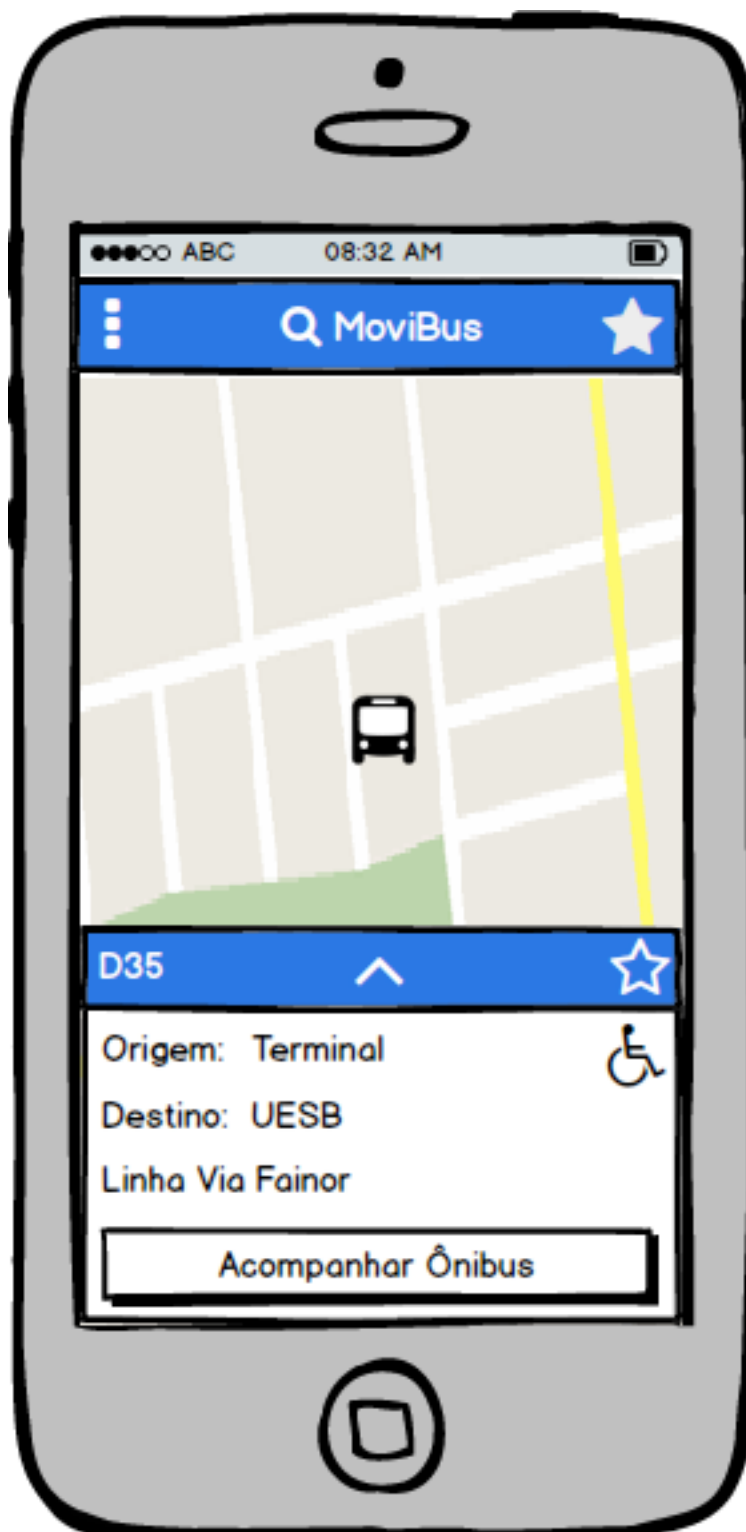 ABC 08:32 AM
MoviBus
D35
Origem: Terminal
Destino: UESB
Linha Via Fainor
Acompanhar Ônibus